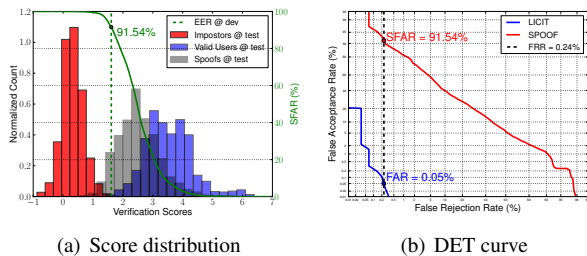 1.2
1.0
0.8
0.6
0.4
0.2
0.0
Normalized Count
−1 0 1 2 3 4 5 6 7
Verification Scores
100
80
60
40
20
0
SFAR (%)
91.54%
EER @ dev
Impostors @ test
Valid Users @ test
Spoofs @ test
(a) Score distribution
False Acceptance Rate (%)
False Rejection Rate (%)
SFAR = 91.54%
FAR = 0.05%
LICIT
SPOOF
FRR = 0.24%
(b) DET curve